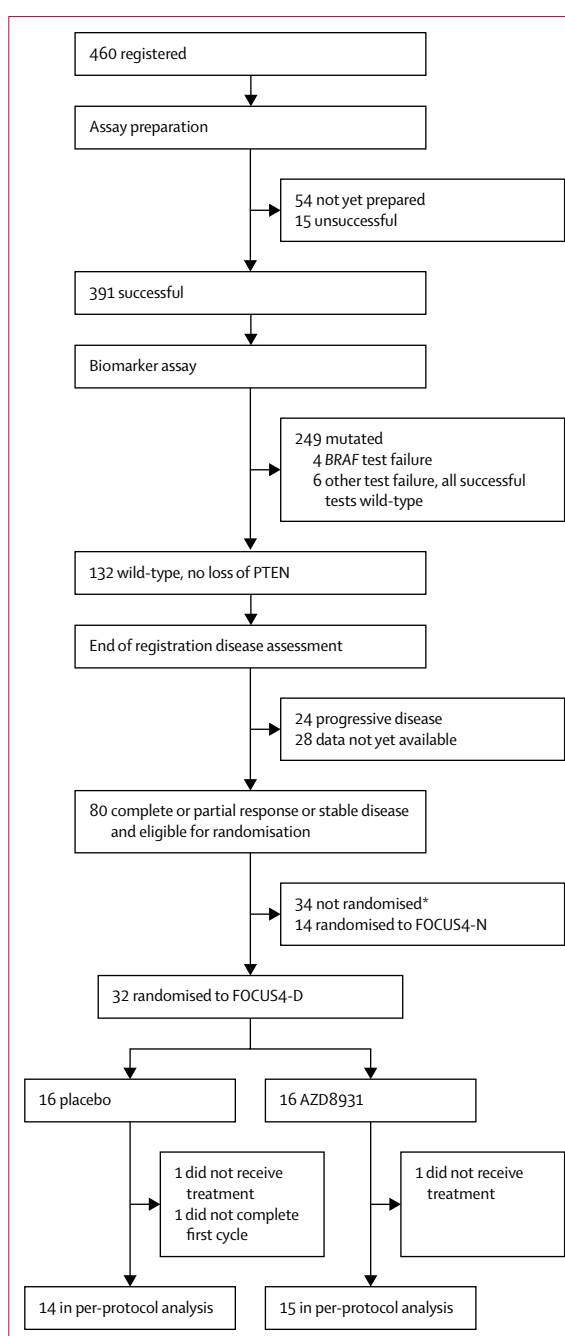 460 registered
Assay preparation
54 not yet prepared
15 unsuccessful
391 successful
Biomarker assay
249 mutated
4 BRAF test failure
6 other test failure, all successful
tests wild-type
132 wild-type, no loss of PTEN
End of registration disease assessment
24 progressive disease
28 data not yet available
80 complete or partial response or stable disease
and eligible for randomisation
34 not randomised*
14 randomised to FOCUS4-N
32 randomised to FOCUS4-D
16 placebo
16 AZD8931
1 did not receive
treatment
1 did not complete
first cycle
1 did not receive
treatment
14 in per-protocol analysis
15 in per-protocol analysis